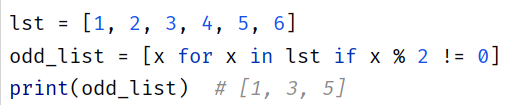 lst = [1, 2, 3, 4, 5, 6]
odd_list = [x for x in lst if x % 2 != 0]
print(odd_list)  # [1, 3, 5]